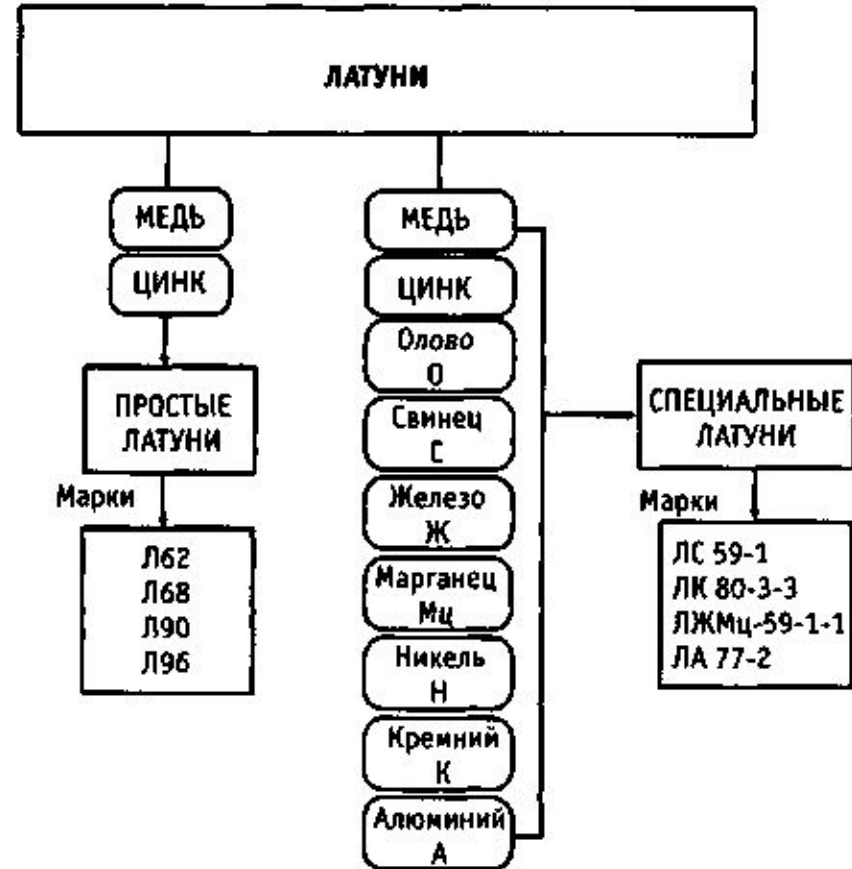 ЛАТУНИ
МЕДЬ
ЦИНК
ПРОСТЫЕ
ЛАТУНИ
Марки
Л62
Л68
Л90
Л96
МЕДЬ
ЦИНК
Олово
О
Свинец
С
Железо
Ж
Марганец
Мц
Никель
Н
Кремний
К
Алюминий
А
СПЕЦИАЛЬНЫЕ
ЛАТУНИ
Марки
ЛС 59-1
ЛК 80-3-3
ЛЖМц-59-1-1
ЛА 77-2